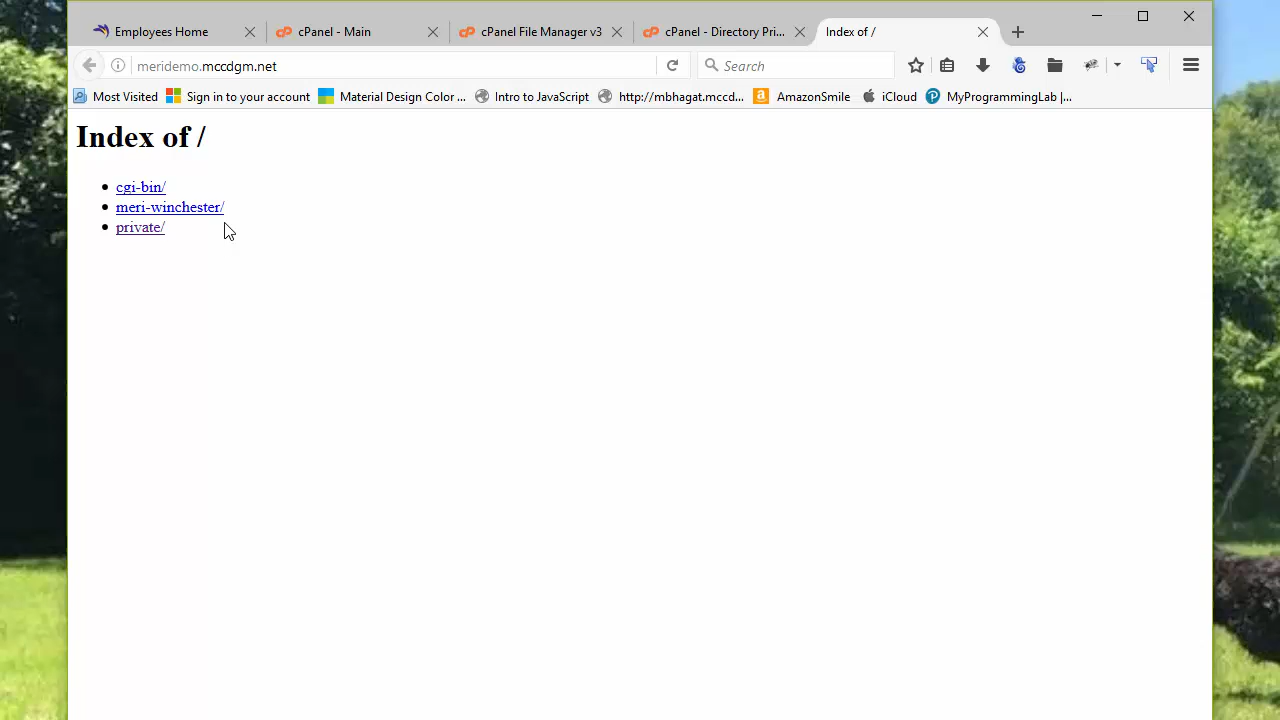 Employees Home
cPanel - Main
cPanel File Manager v3
cPanel - Directory Pri...
Index of /
meridemo.mccdgm.net
Search
Most Visited
Sign in to your account
Material Design Color ...
Intro to JavaScript
http://mbhagat.mccd...
AmazonSmile
iCloud
MyProgrammingLab |...
Index of /
cgi-bin/
meri-winchester/
private/